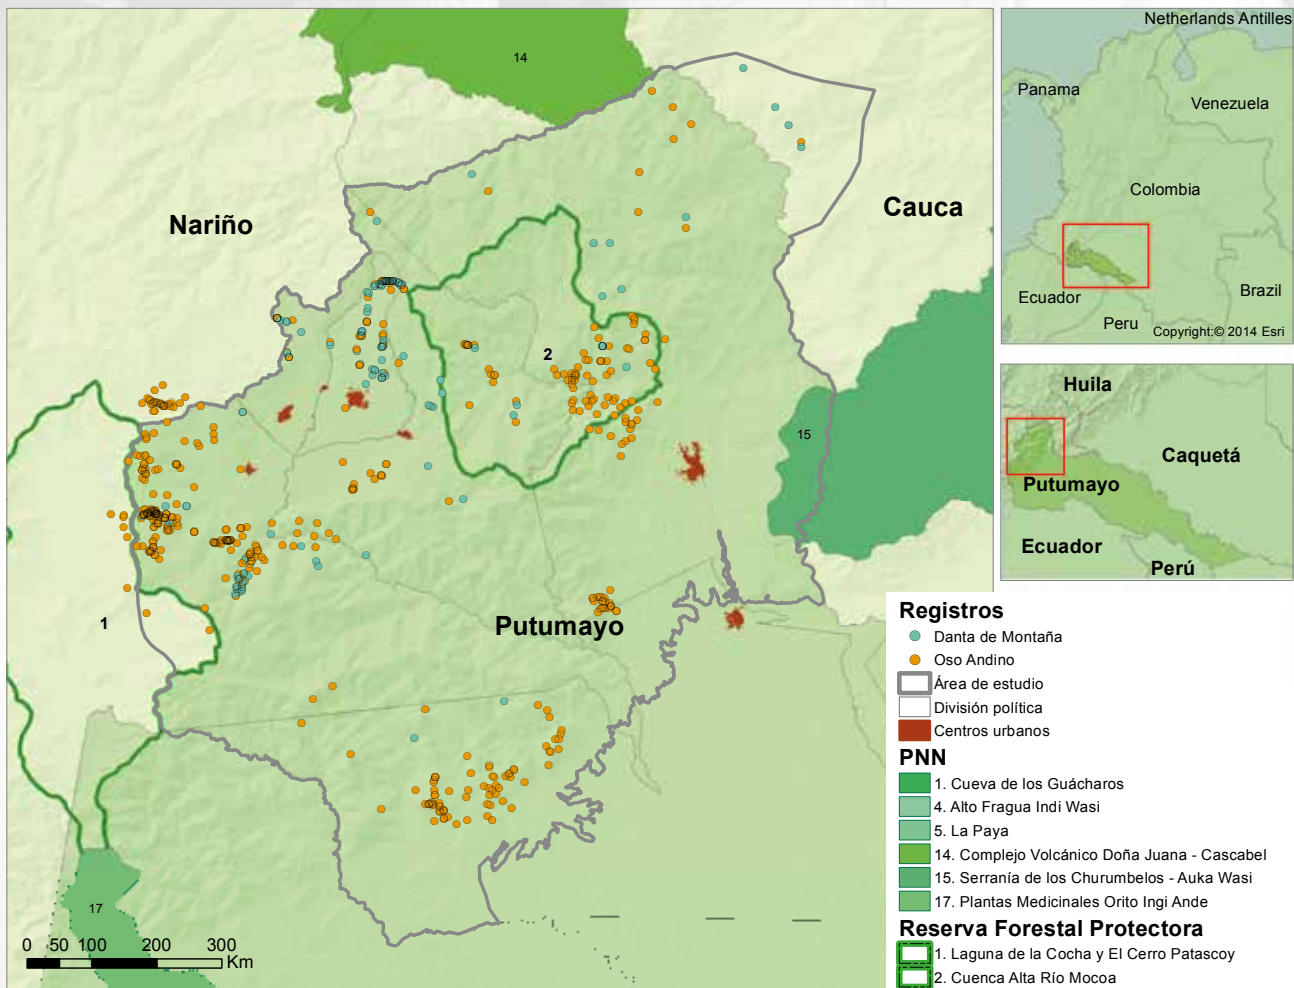 14
Nariño
Cauca
2
15
1
Putumayo
17
0 50 100 200 300
Km
Netherlands Antilles
Panama
Venezuela
Colombia
Ecuador
Brazil
Peru
Copyright:© 2014 Esri
Huila
Caquetá
Putumayo
Ecuador
Perú
Registros
Danta de Montaña
Oso Andino
Área de estudio
División política
Centros urbanos
PNN
1. Cueva de los Guácharos
4. Alto Fragua Indi Wasi
5. La Paya
14. Complejo Volcánico Doña Juana - Cascabel
15. Serranía de los Churumbelos - Auka Wasi
17. Plantas Medicinales Orito Ingi Ande
Reserva Forestal Protectora
1. Laguna de la Cocha y El Cerro Patascoy
2. Cuenca Alta Río Mocoa